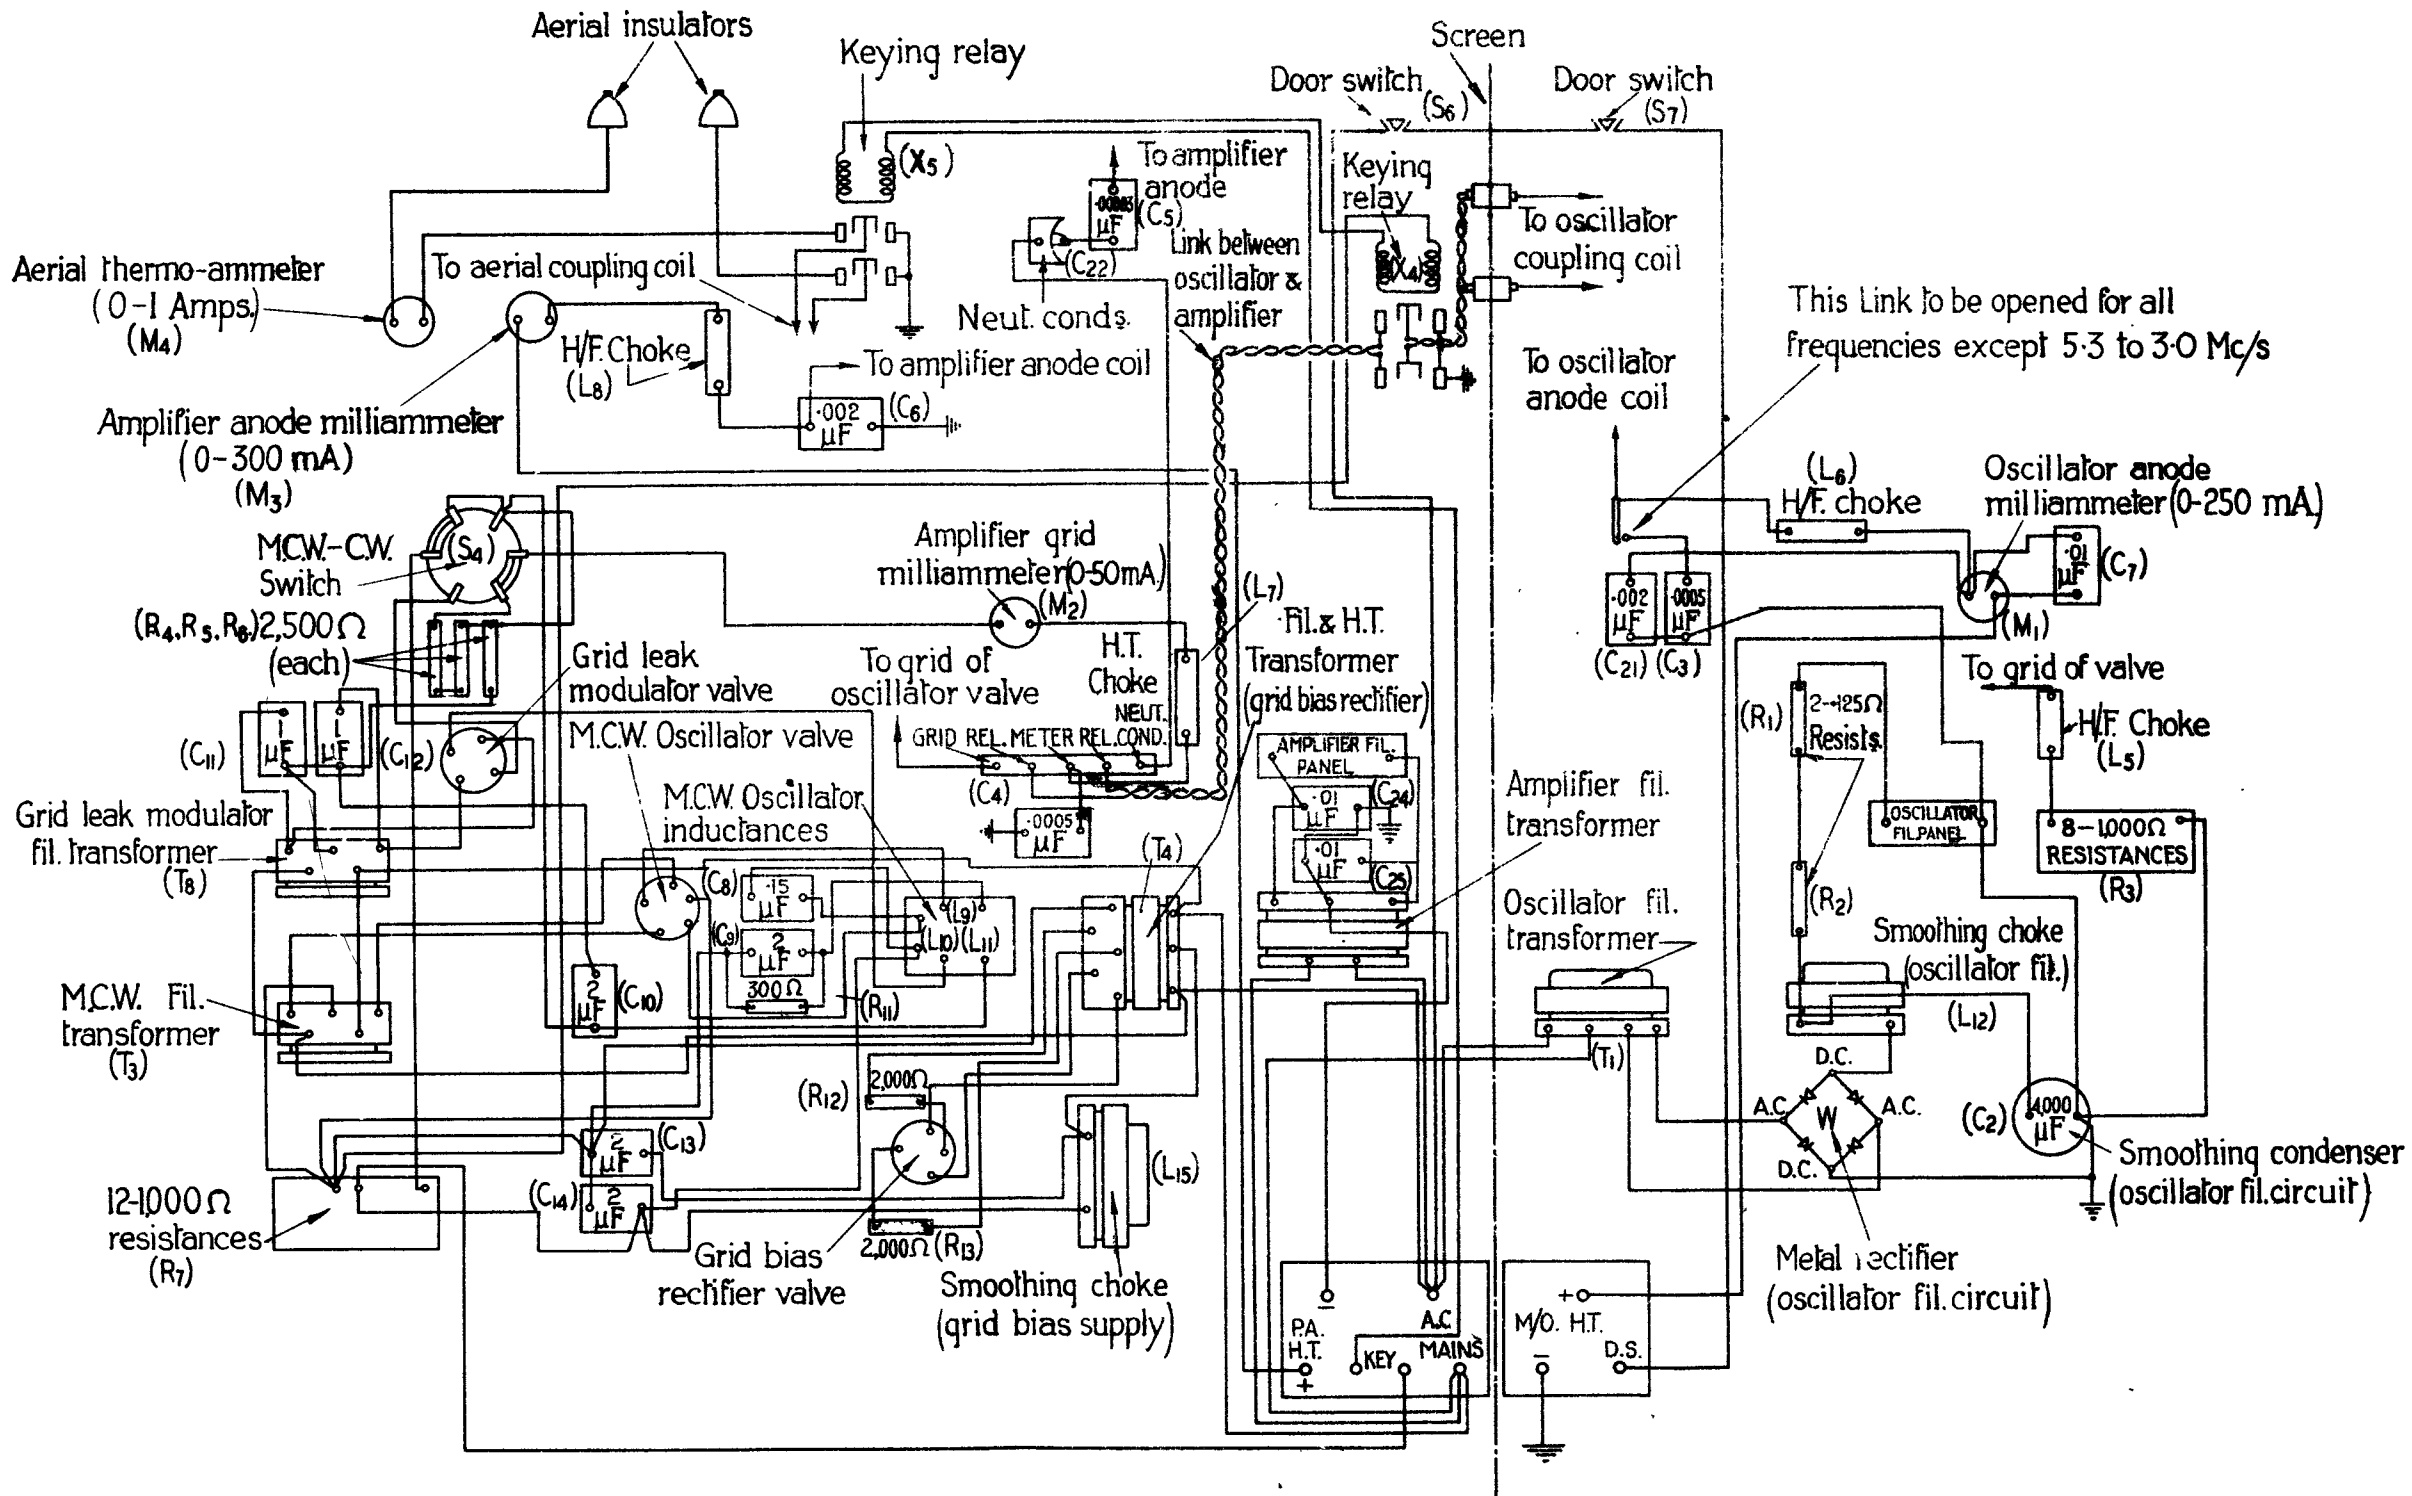 Aerial insulators
Keying relay
(X5)
Screen
Door switch
(S6)
Door switch
(S7)
To amplifier
anode
(C5)
µF
Keying
relay
(X4)
To oscillator
coupling coil
Aerial thermo-ammeter
(0-1 Amps.)
(M4)
To aerial coupling coil
(C22)
Neut. conds.
Link between
oscillator &
amplifier
This Link to be opened for all
frequencies except 5·3 to 3·0 Mc/s
H/F. Choke
(L8)
To amplifier anode coil
·002
µF
(C6)
To oscillator
anode coil
Amplifier anode milliammeter
(0-300 mA)
(M3)
(L6)
H/F. choke
Oscillator anode
milliammeter (0-250 mA.)
·01
µF
(C7)
(M1)
M.C.W.-C.W.
Switch
(S4)
Amplifier grid
milliammeter (0-50mA.)
(M2)
(L7)
·002
µF
·0005
µF
(C21) (C3)
(R4, R5, R6.) 2,500Ω
(each)
Grid leak
modulator valve
To grid of
oscillator valve
H.T.
Choke
Fil. & H.T.
Transformer
(grid bias rectifier)
To grid of valve
H/F. Choke
(L5)
(R1)
2-·125Ω
Resists.
(R2)
(C11)
1
µF
1
µF
(C12)
M.C.W. Oscillator valve
NEUT.
GRID REL. METER REL. COND.
(C4)
·0005
µF
AMPLIFIER FIL.
PANEL
·01
µF
(C24)
·01
µF
(C25)
Amplifier fil.
transformer
OSCILLATOR
FIL. PANEL
8-1,000Ω
RESISTANCES
(R3)
Grid leak modulator
fil. transformer
(T8)
M.C.W. Oscillator
inductances
(C8)
·15
µF
(C9)
2
µF
300Ω
(R11)
(L9)
(L10) (L11)
(T4)
Oscillator fil.
transformer
(T1)
Smoothing choke
(oscillator fil.)
(L12)
M.C.W. Fil.
transformer
(T3)
2
µF
(C10)
2,000Ω
(R12)
D.C.
A.C.
W
A.C.
D.C.
(C2)
4,000
µF
Smoothing condenser
(oscillator fil. circuit)
12-1,000Ω
resistances
(R7)
2
µF
(C13)
(C14)
2
µF
2,000Ω (R13)
(L15)
Grid bias
rectifier valve
Smoothing choke
(grid bias supply)
Metal rectifier
(oscillator fil. circuit)
−
P.A.
H.T.
+
KEY
A.C.
MAINS
+
M/O. H.T.
−
D.S.